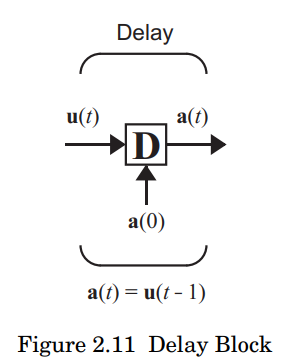 Delay
u(t) a(t)
D
a(0)
a(t) = u(t - 1)
Figure 2.11 Delay Block